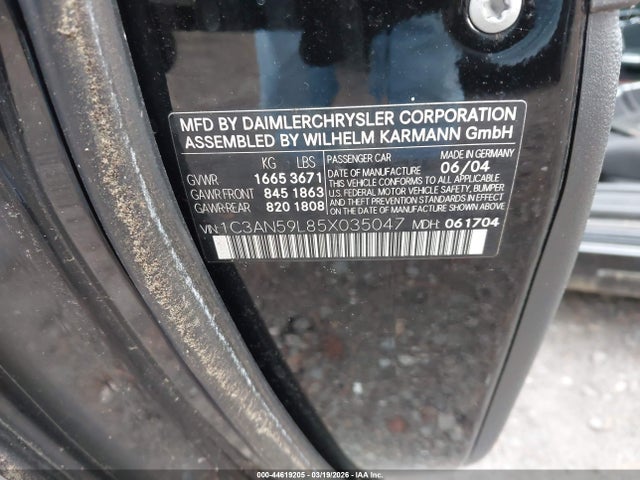 MFD BY DAIMLERCHRYSLER CORPORATION
ASSEMBLED BY WILHELM KARMANN GmbH
KG LBS
GVWR 1665 3671
GAWR FRONT 845 1863
GAWR-REAR 820 1808
PASSENGER CAR MADE IN GERMANY
DATE OF MANUFACTURE 06/04
THIS VEHICLE CONFORMS TO ALL APPLICABLE
U.S. FEDERAL MOTOR VEHICLE SAFETY, BUMPER
AND THEFT PREVENTION STANDARDS IN
EFFECT ON THE DATE OF MANUFACTURE
VIN: 1C3AN59L85X035047 MDH: 061704
000-44619205 - 03/19/2026 - IAA Inc.